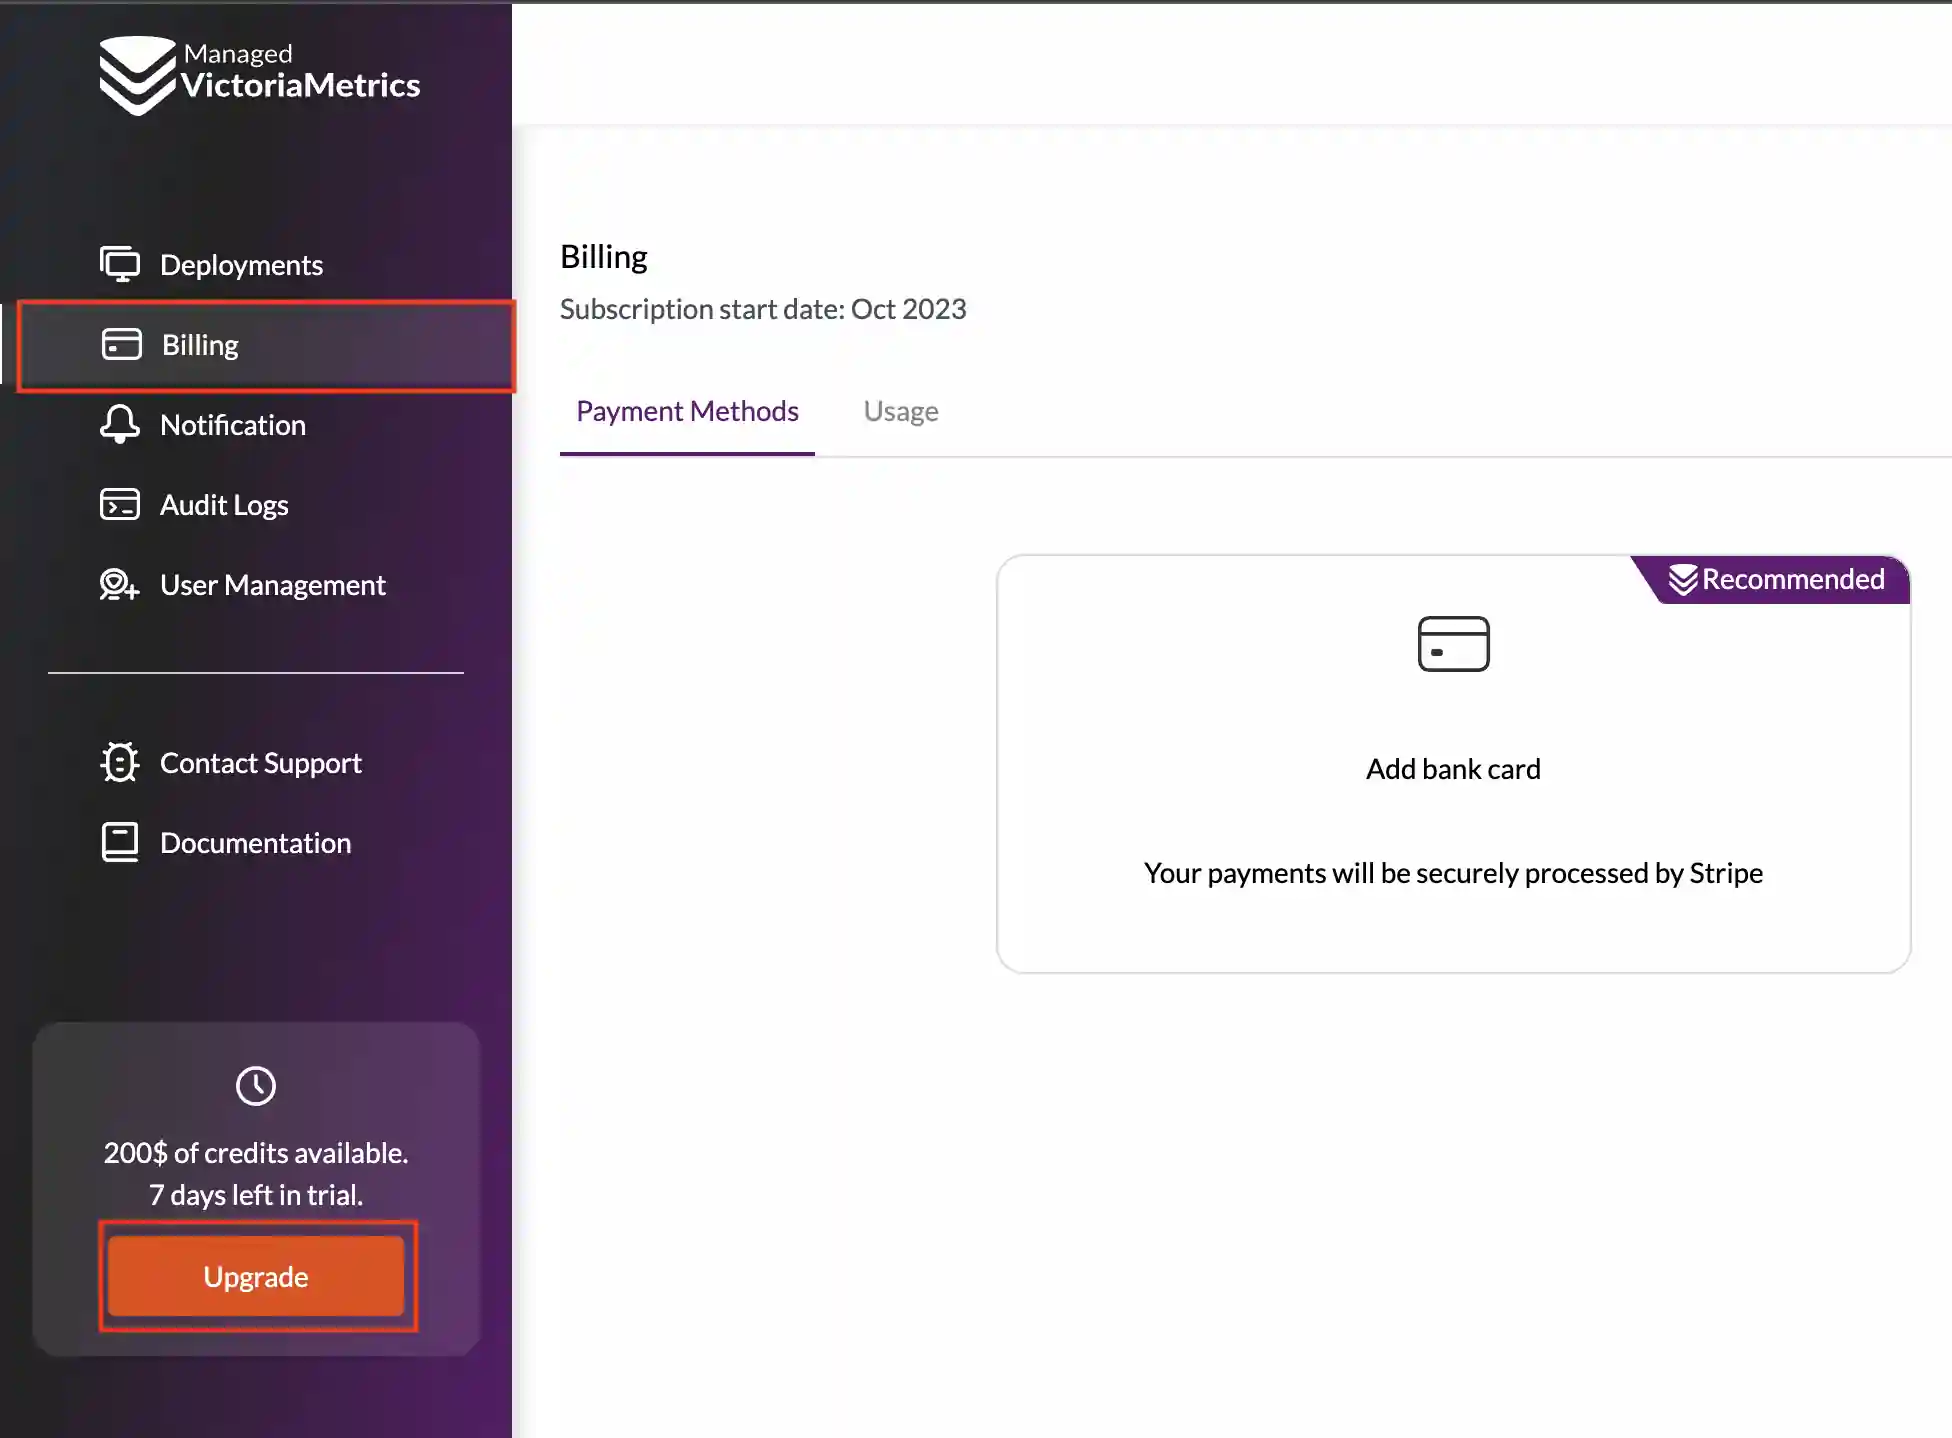 Managed
VictoriaMetrics
Deployments
Billing
Notification
Audit Logs
User Management
Contact Support
Documentation
200$ of credits available.
7 days left in trial.
Upgrade
Billing
Subscription start date: Oct 2023
Payment Methods
Usage
Recommended
Add bank card
Your payments will be securely processed by Stripe